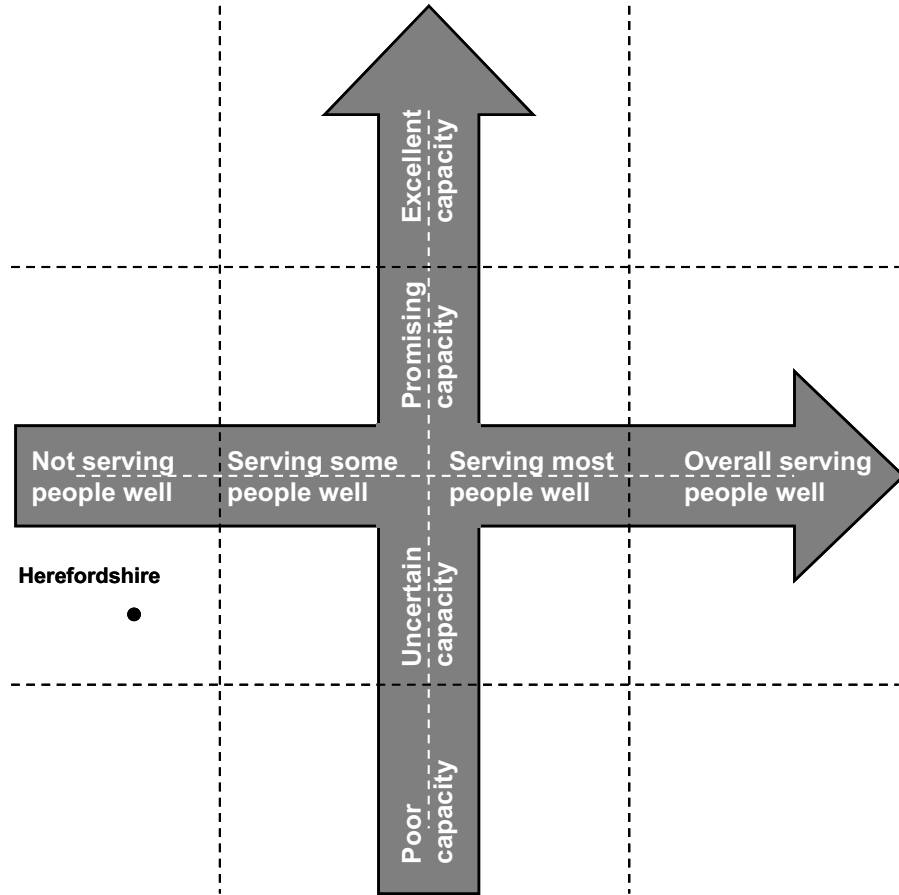 Excellent
capacity
Promising
capacity
Not serving
people well
Serving some
people well
Serving most
people well
Overall serving
people well
Herefordshire
Uncertain
capacity
Poor
capacity